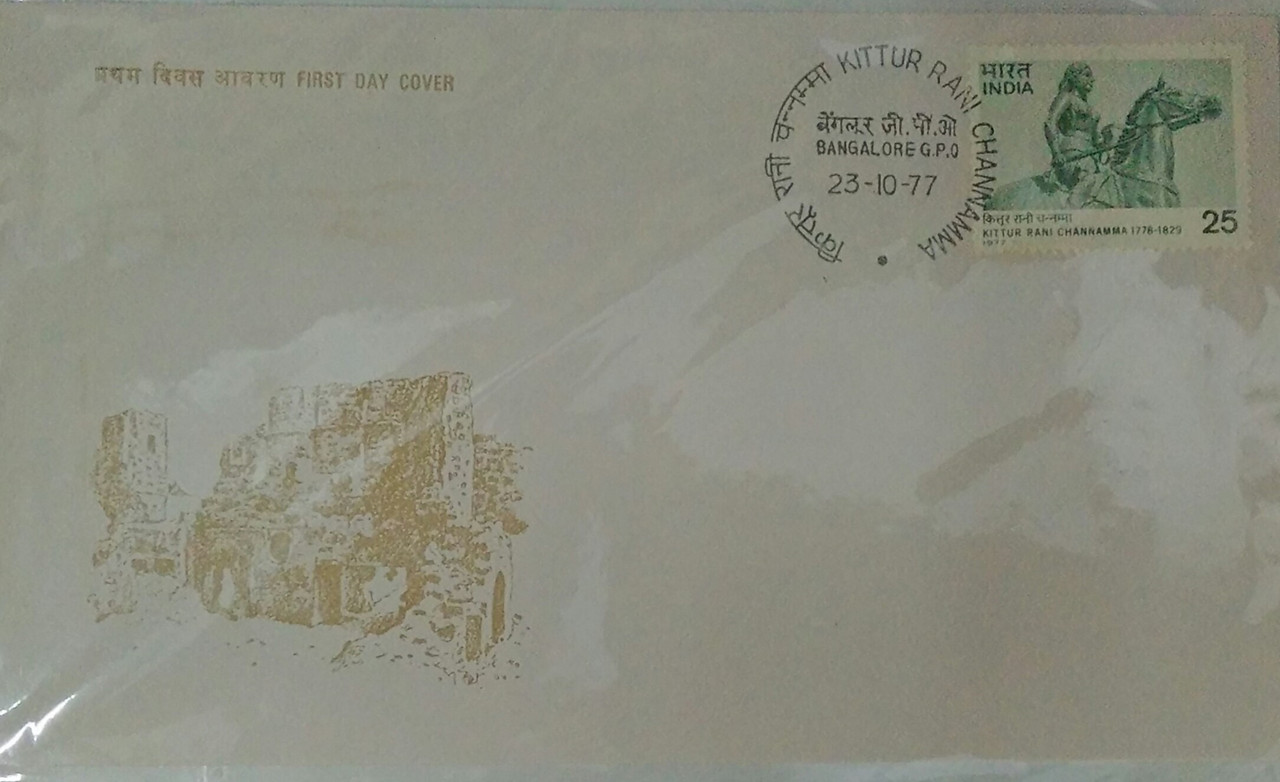 प्रथम दिवस आवरण FIRST DAY COVER
कित्तूर रानी चन्नम्मा KITTUR RANI CHANNAMMA
बेंगलूर जी.पी.ओ
BANGALORE G.P.O
23-10-77
भारत
INDIA
कित्तूर रानी चन्नम्मा
KITTUR RANI CHANNAMMA 1778-1829
1977
25